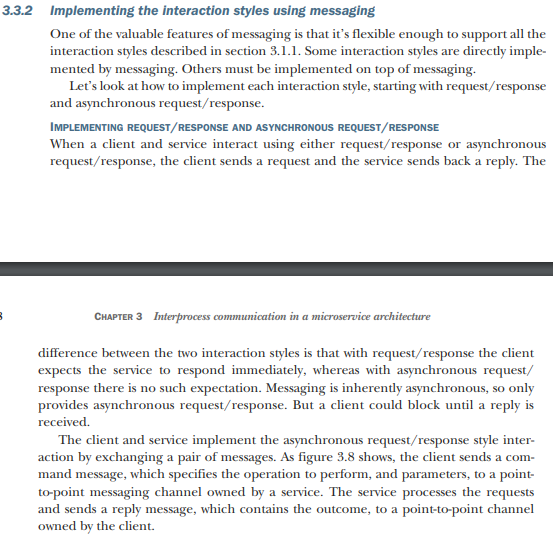 3.3.2 Implementing the interaction styles using messaging
One of the valuable features of messaging is that it's flexible enough to support all the
interaction styles described in section 3.1.1. Some interaction styles are directly imple-
mented by messaging. Others must be implemented on top of messaging.
Let's look at how to implement each interaction style, starting with request/response
and asynchronous request/response.
IMPLEMENTING REQUEST/RESPONSE AND ASYNCHRONOUS REQUEST/RESPONSE
When a client and service interact using either request/response or asynchronous
request/response, the client sends a request and the service sends back a reply. The
CHAPTER 3 Interprocess communication in a microservice architecture
difference between the two interaction styles is that with request/response the client
expects the service to respond immediately, whereas with asynchronous request/
response there is no such expectation. Messaging is inherently asynchronous, so only
provides asynchronous request/response. But a client could block until a reply is
received.
The client and service implement the asynchronous request/response style inter-
action by exchanging a pair of messages. As figure 3.8 shows, the client sends a com-
mand message, which specifies the operation to perform, and parameters, to a point-
to-point messaging channel owned by a service. The service processes the requests
and sends a reply message, which contains the outcome, to a point-to-point channel
owned by the client.